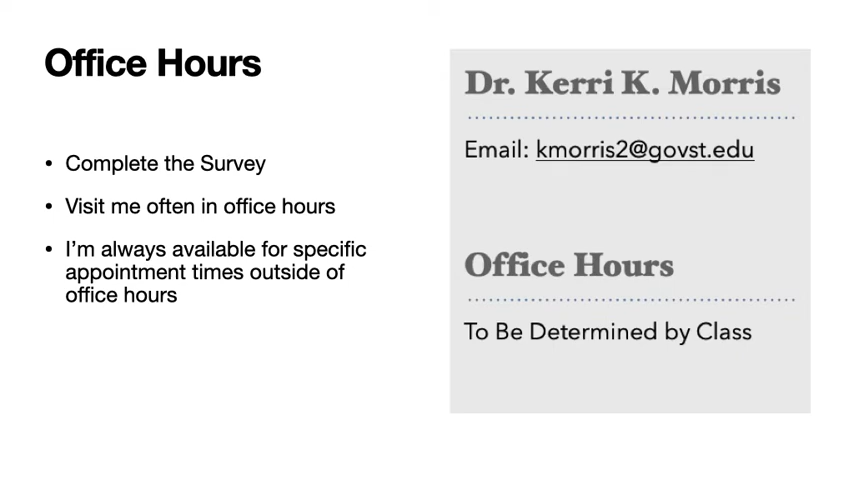 Office Hours
• Complete the Survey
• Visit me often in office hours
• I’m always available for specific
appointment times outside of
office hours
Dr. Kerri K. Morris
Email: kmorris2@govst.edu
Office Hours
To Be Determined by Class